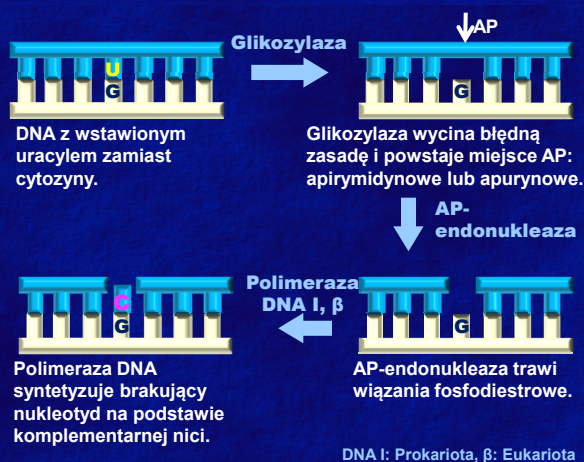 U
G
DNA z wstawionym
uracylem zamiast
cytozyny.
Glikozylaza
AP
G
Glikozylaza wycina błędną
zasadę i powstaje miejsce AP:
apirymidynowe lub apurynowe.
AP-
endonukleaza
G
AP-endonukleaza trawi
wiązania fosfodiestrowe.
Polimeraza
DNA I, β
C
G
Polimeraza DNA
syntetyzuje brakujący
nukleotyd na podstawie
komplementarnej nici.
DNA I: Prokariota, β: Eukariota